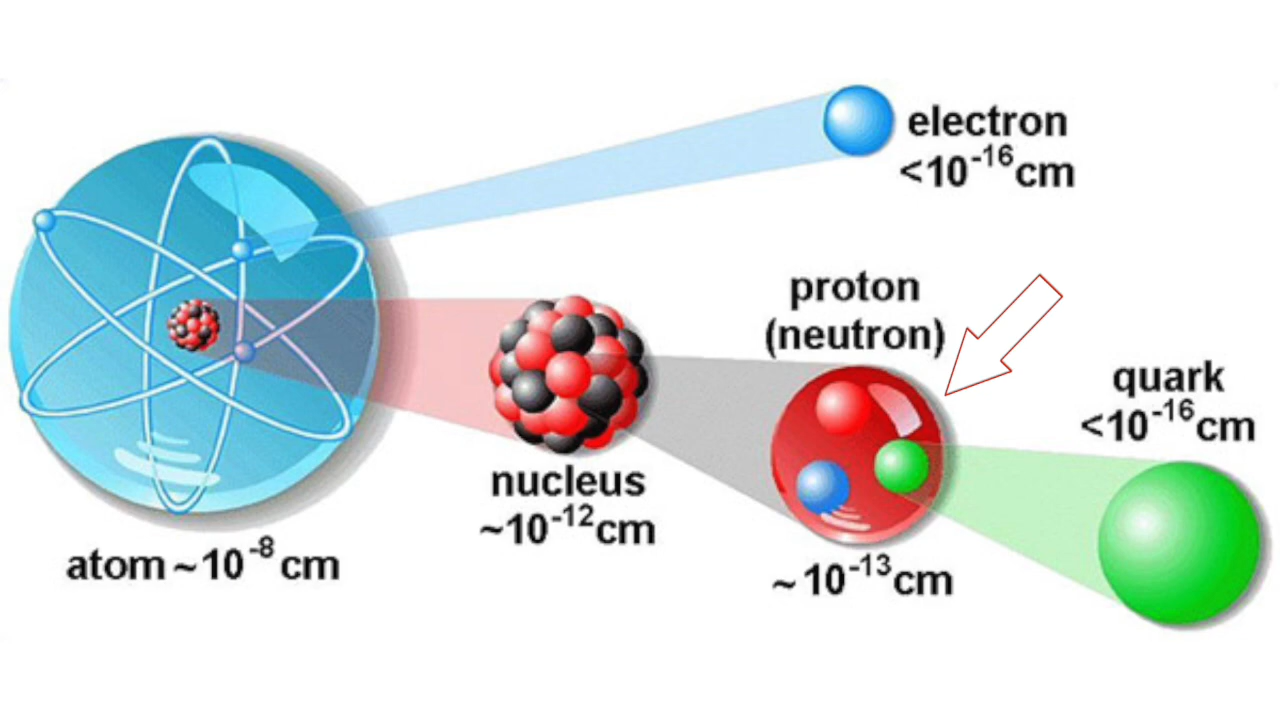 electron
<10⁻¹⁶cm
proton
(neutron)
quark
<10⁻¹⁶cm
nucleus
~10⁻¹²cm
atom ~10⁻⁸ cm
~10⁻¹³cm